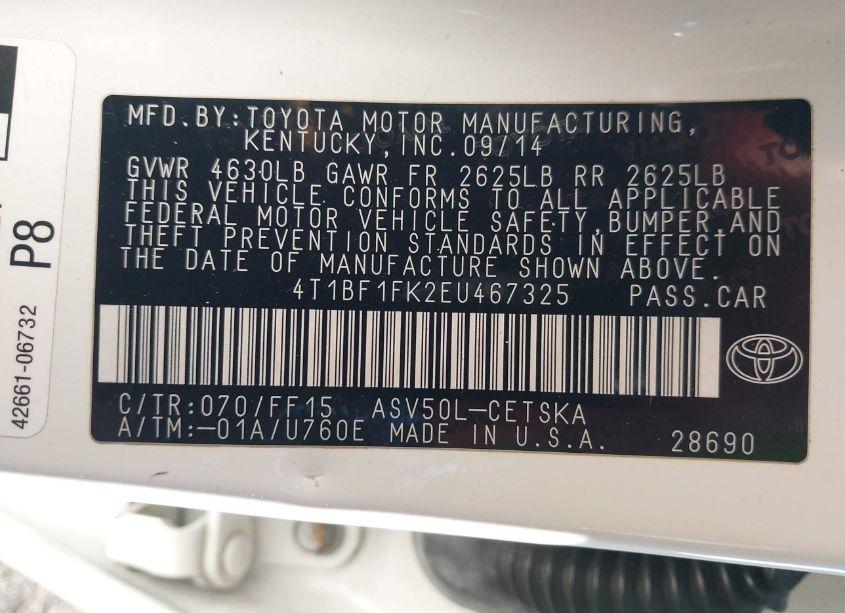 MFD.BY:TOYOTA MOTOR MANUFACTURING,
KENTUCKY,INC.09/14
GVWR 4630LB GAWR FR 2625LB RR 2625LB
THIS VEHICLE CONFORMS TO ALL APPLICABLE
FEDERAL MOTOR VEHICLE SAFETY,BUMPER,AND
THEFT PREVENTION STANDARDS IN EFFECT ON
THE DATE OF MANUFACTURE SHOWN ABOVE.
4T1BF1FK2EU467325 PASS.CAR
C/TR:070/FF15 ASV50L-CETSKA
A/TM:-01A/U760E MADE IN U.S.A. 28690
P8
42661-06732